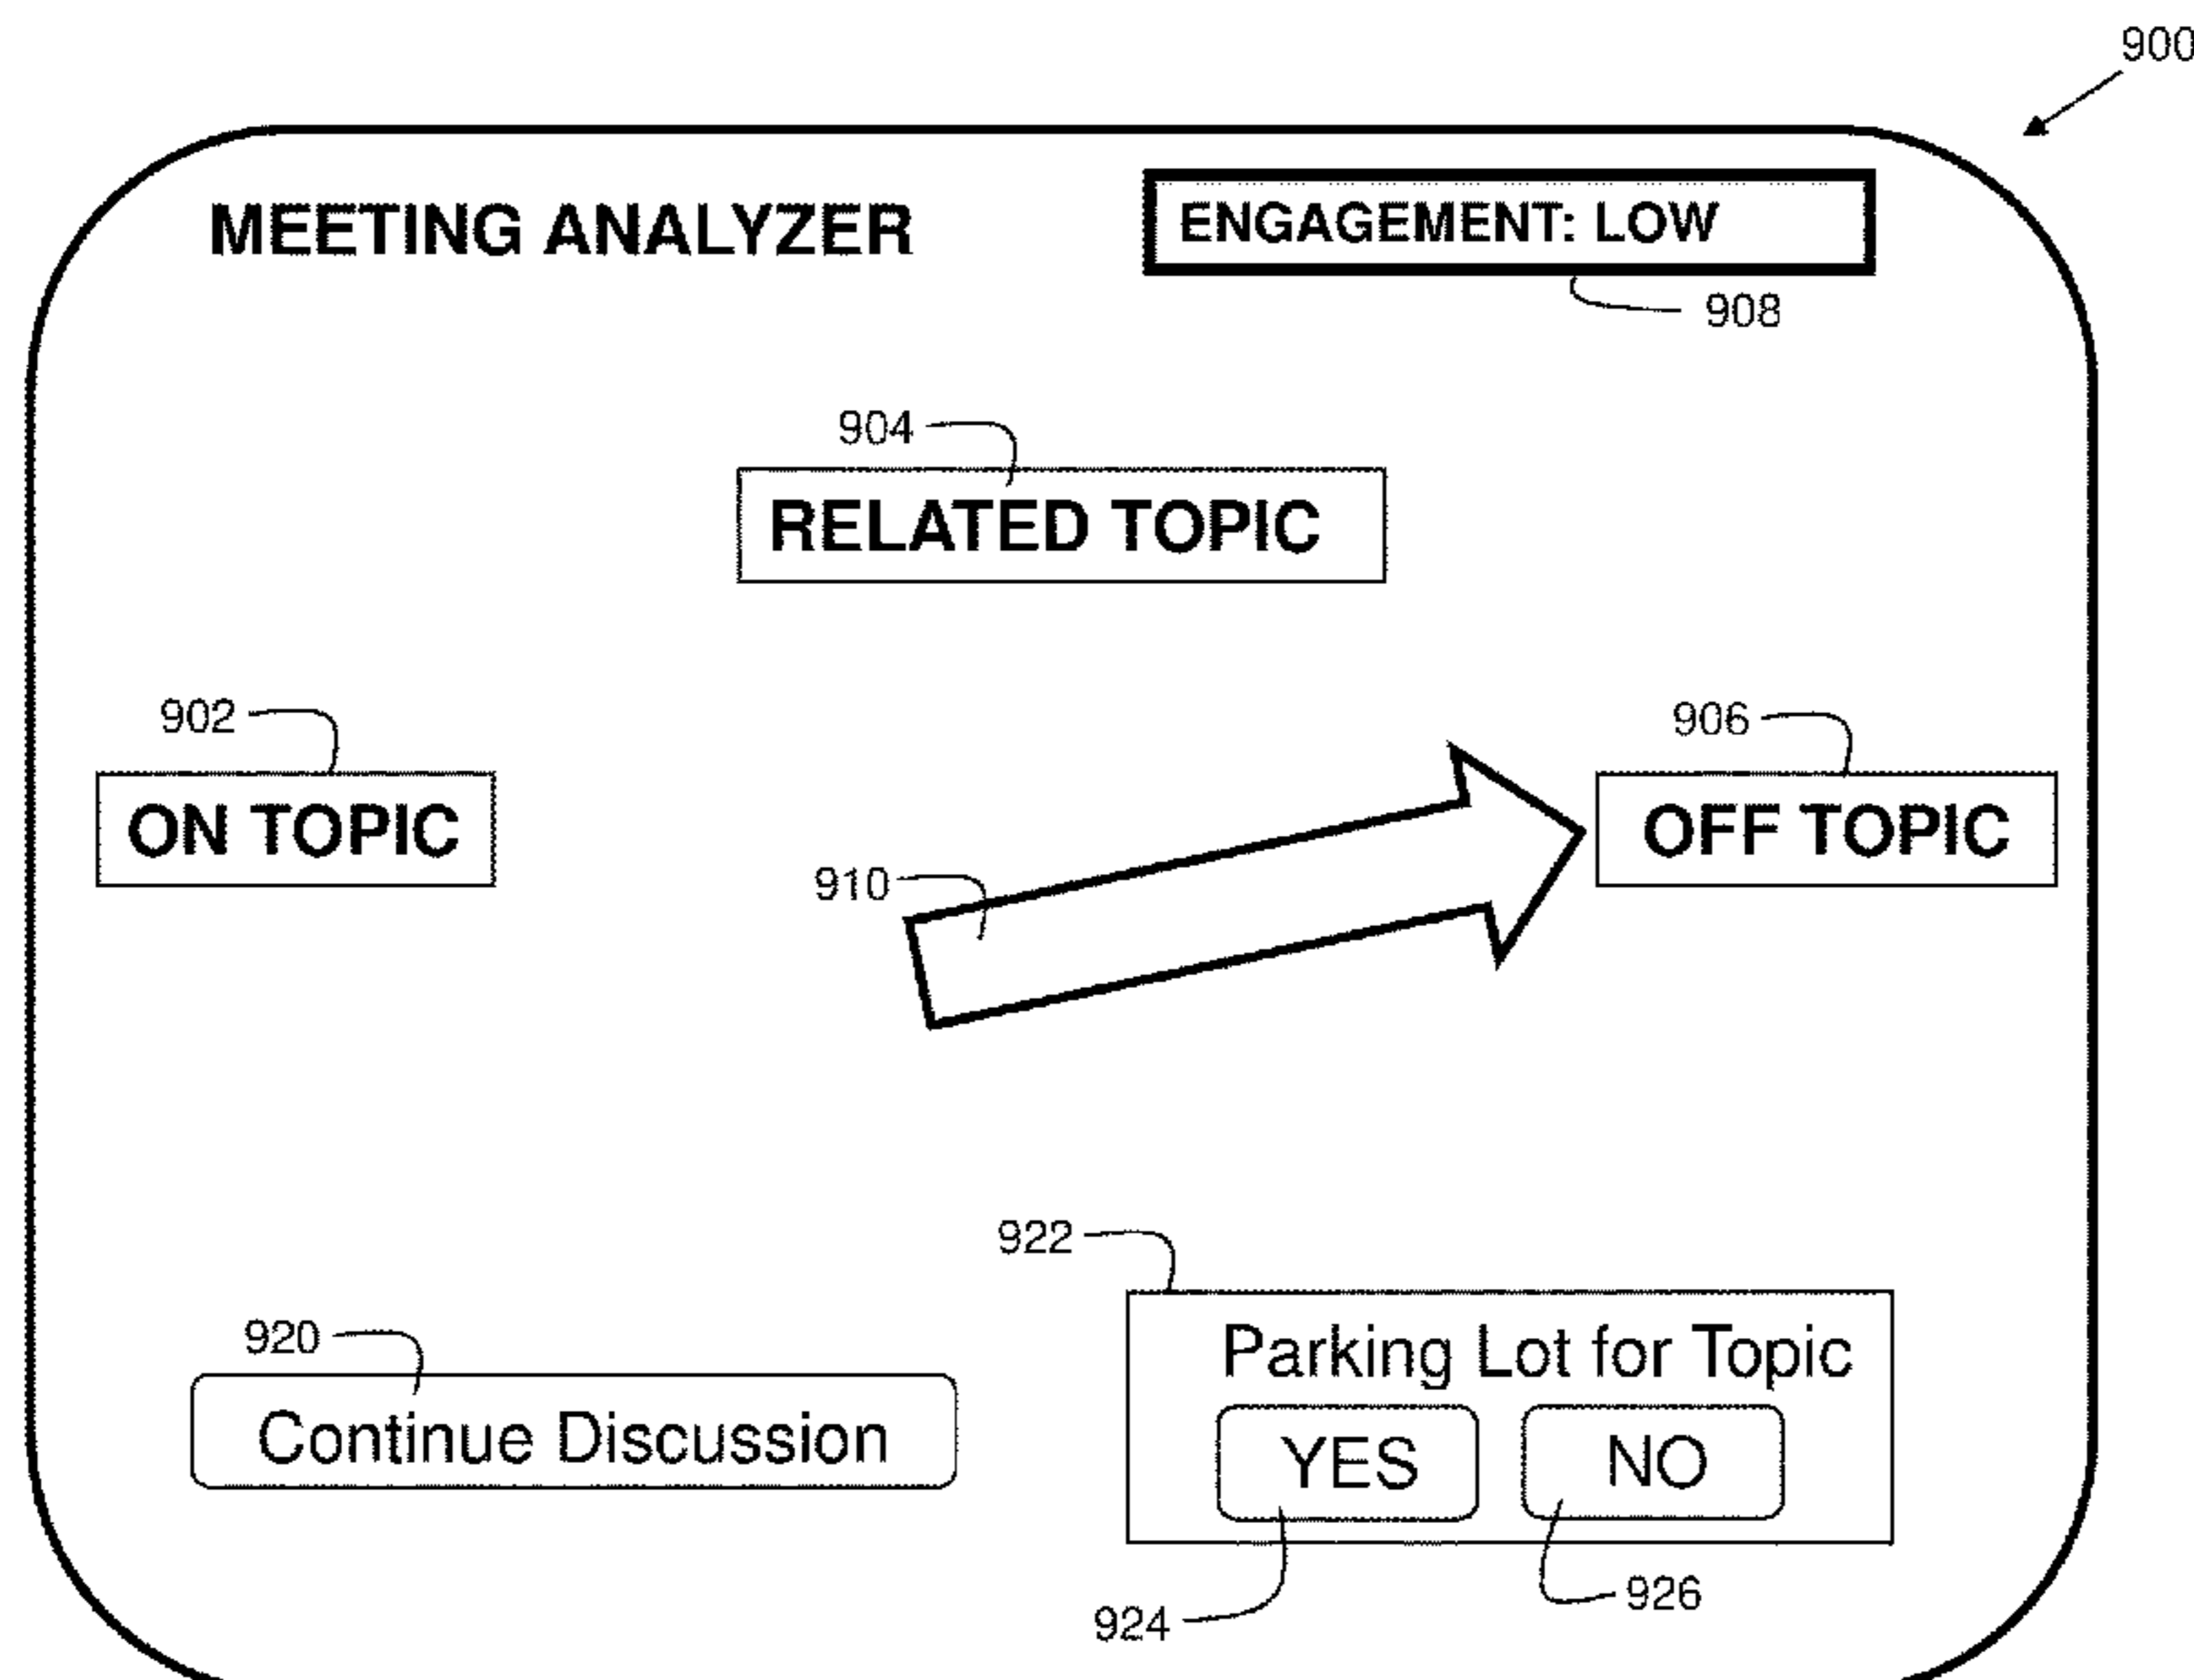 900
MEETING ANALYZER
ENGAGEMENT: LOW
908
904
RELATED TOPIC
902
906
ON TOPIC
OFF TOPIC
910
922
920
Parking Lot for Topic
Continue Discussion
YES
NO
926
924